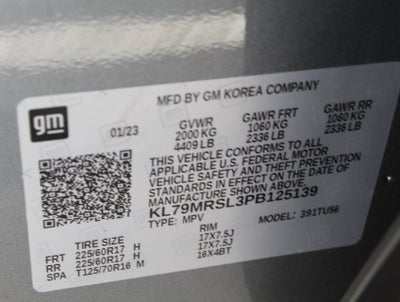 gm
MFD BY GM KOREA COMPANY
01/23 GVWR GAWR FRT GAWR RR
2000 KG 1060 KG 1060 KG
4409 LB 2336 LB 2336 LB
THIS VEHICLE CONFORMS TO ALL
APPLICABLE U.S. FEDERAL MOTOR
VEHICLE SAFETY AND THEFT PREVENTION
STANDARDS IN EFFECT ON THE DATE OF
MANUFACTURE SHOWN ABOVE.
KL79MRSL3PB125139
TYPE: MPV MODEL: 391TU56
TIRE SIZE RIM
FRT 225/60R17 H 17X7.5J
RR 225/60R17 H 17X7.5J
SPA T125/70R16 M 16X4BT